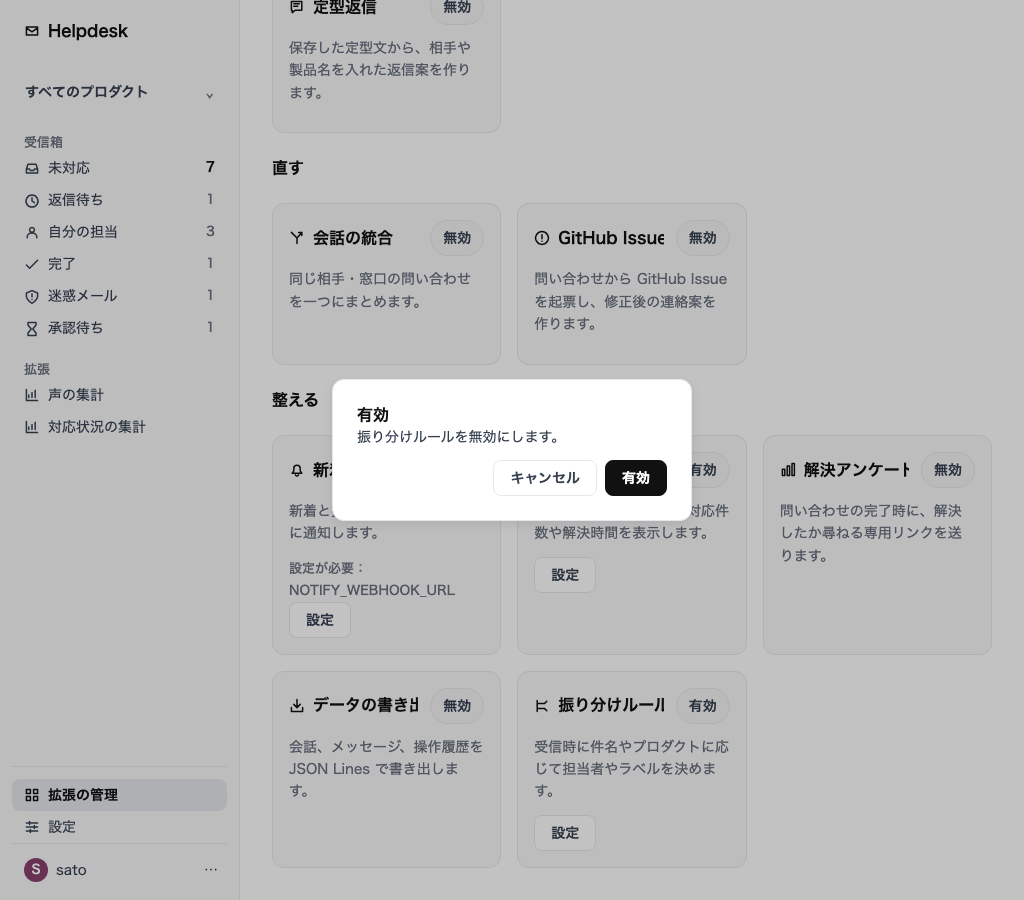 Helpdesk
すべてのプロダクト
受信箱
未対応 7
返信待ち 1
自分の担当 3
完了 1
迷惑メール 1
承認待ち 1
拡張
声の集計
対応状況の集計
拡張の管理
設定
S sato ...
定型返信 無効
保存した定型文から、相手や
製品名を入れた返信案を作り
ます。
直す
会話の統合 無効
同じ相手・窓口の問い合わせ
を一つにまとめます。
GitHub Issue 無効
問い合わせから GitHub Issue
を起票し、修正後の連絡案を
作ります。
整える
有効
振り分けルールを無効にします。
キャンセル 有効
新
新着と
に通知します。
設定が必要：
NOTIFY_WEBHOOK_URL
設定
有効
対応件
数や解決時間を表示します。
設定
解決アンケート 無効
問い合わせの完了時に、解決
したか尋ねる専用リンクを送
ります。
データの書き出 無効
会話、メッセージ、操作履歴を
JSON Lines で書き出しま
す。
振り分けルール 有効
受信時に件名やプロダクトに応
じて担当者やラベルを決めま
す。
設定